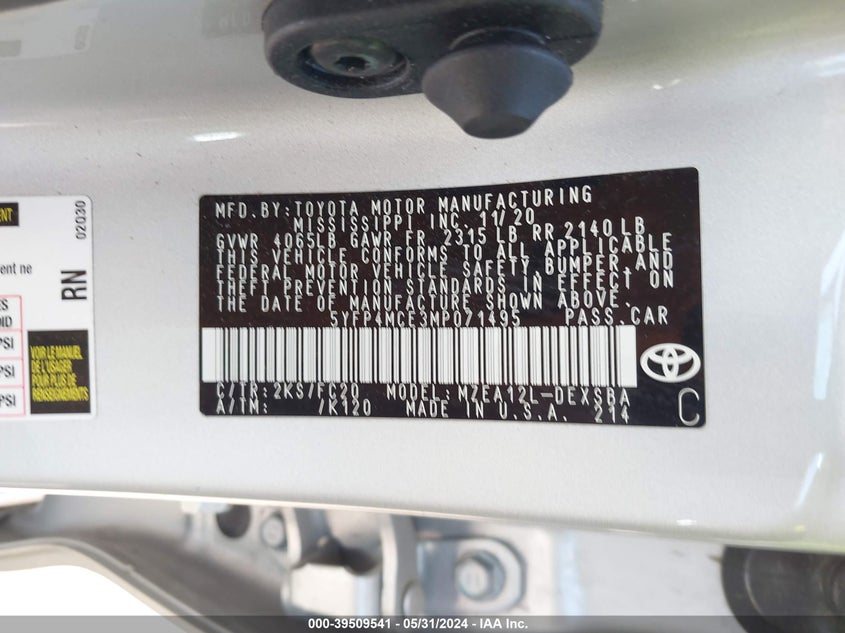 MFD.BY:TOYOTA MOTOR MANUFACTURING
MISSISSIPPI INC. 11/20
GVWR 4065LB GAWR FR 2315 LB RR 2140 LB
THIS VEHICLE CONFORMS TO ALL APPLICABLE
FEDERAL MOTOR VEHICLE SAFETY, BUMPER, AND
THEFT PREVENTION STANDARDS IN EFFECT ON
THE DATE OF MANUFACTURE SHOWN ABOVE.
5YFP4MCE3MP071495 PASS.CAR
C/TR: 2KS/FC20 MODEL: MZEA12L-DEXSBA
A/TM: /K120 MADE IN U.S.A. 214
C
02Q30
RN
ent ne
ES
PSI
PSI
PSI
VOIR LE MANUEL
DE L'USAGER
POUR PLUS DE
RENSEIGNEMENTS
000-39509541 - 05/31/2024 - IAA Inc.